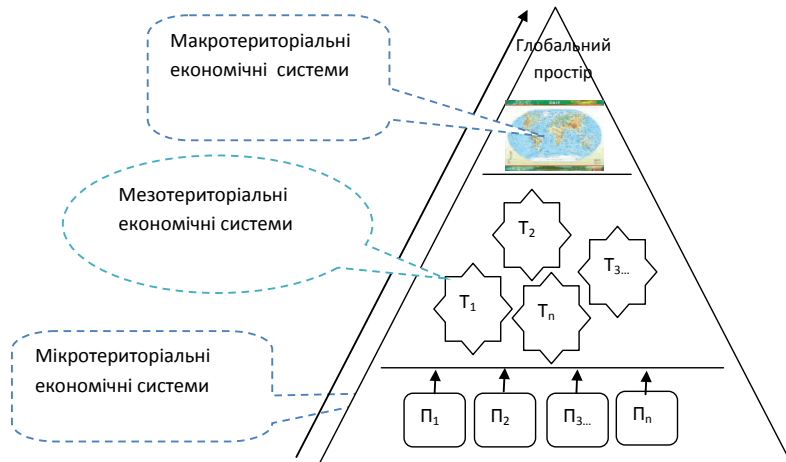 Макротериторіальні
економічні системи
Глобальний
простір
Мезотериторіальні
економічні системи
Т2
Т3...
Т1
Тn
Мікротериторіальні
економічні системи
П1
П2
П3...
Пn